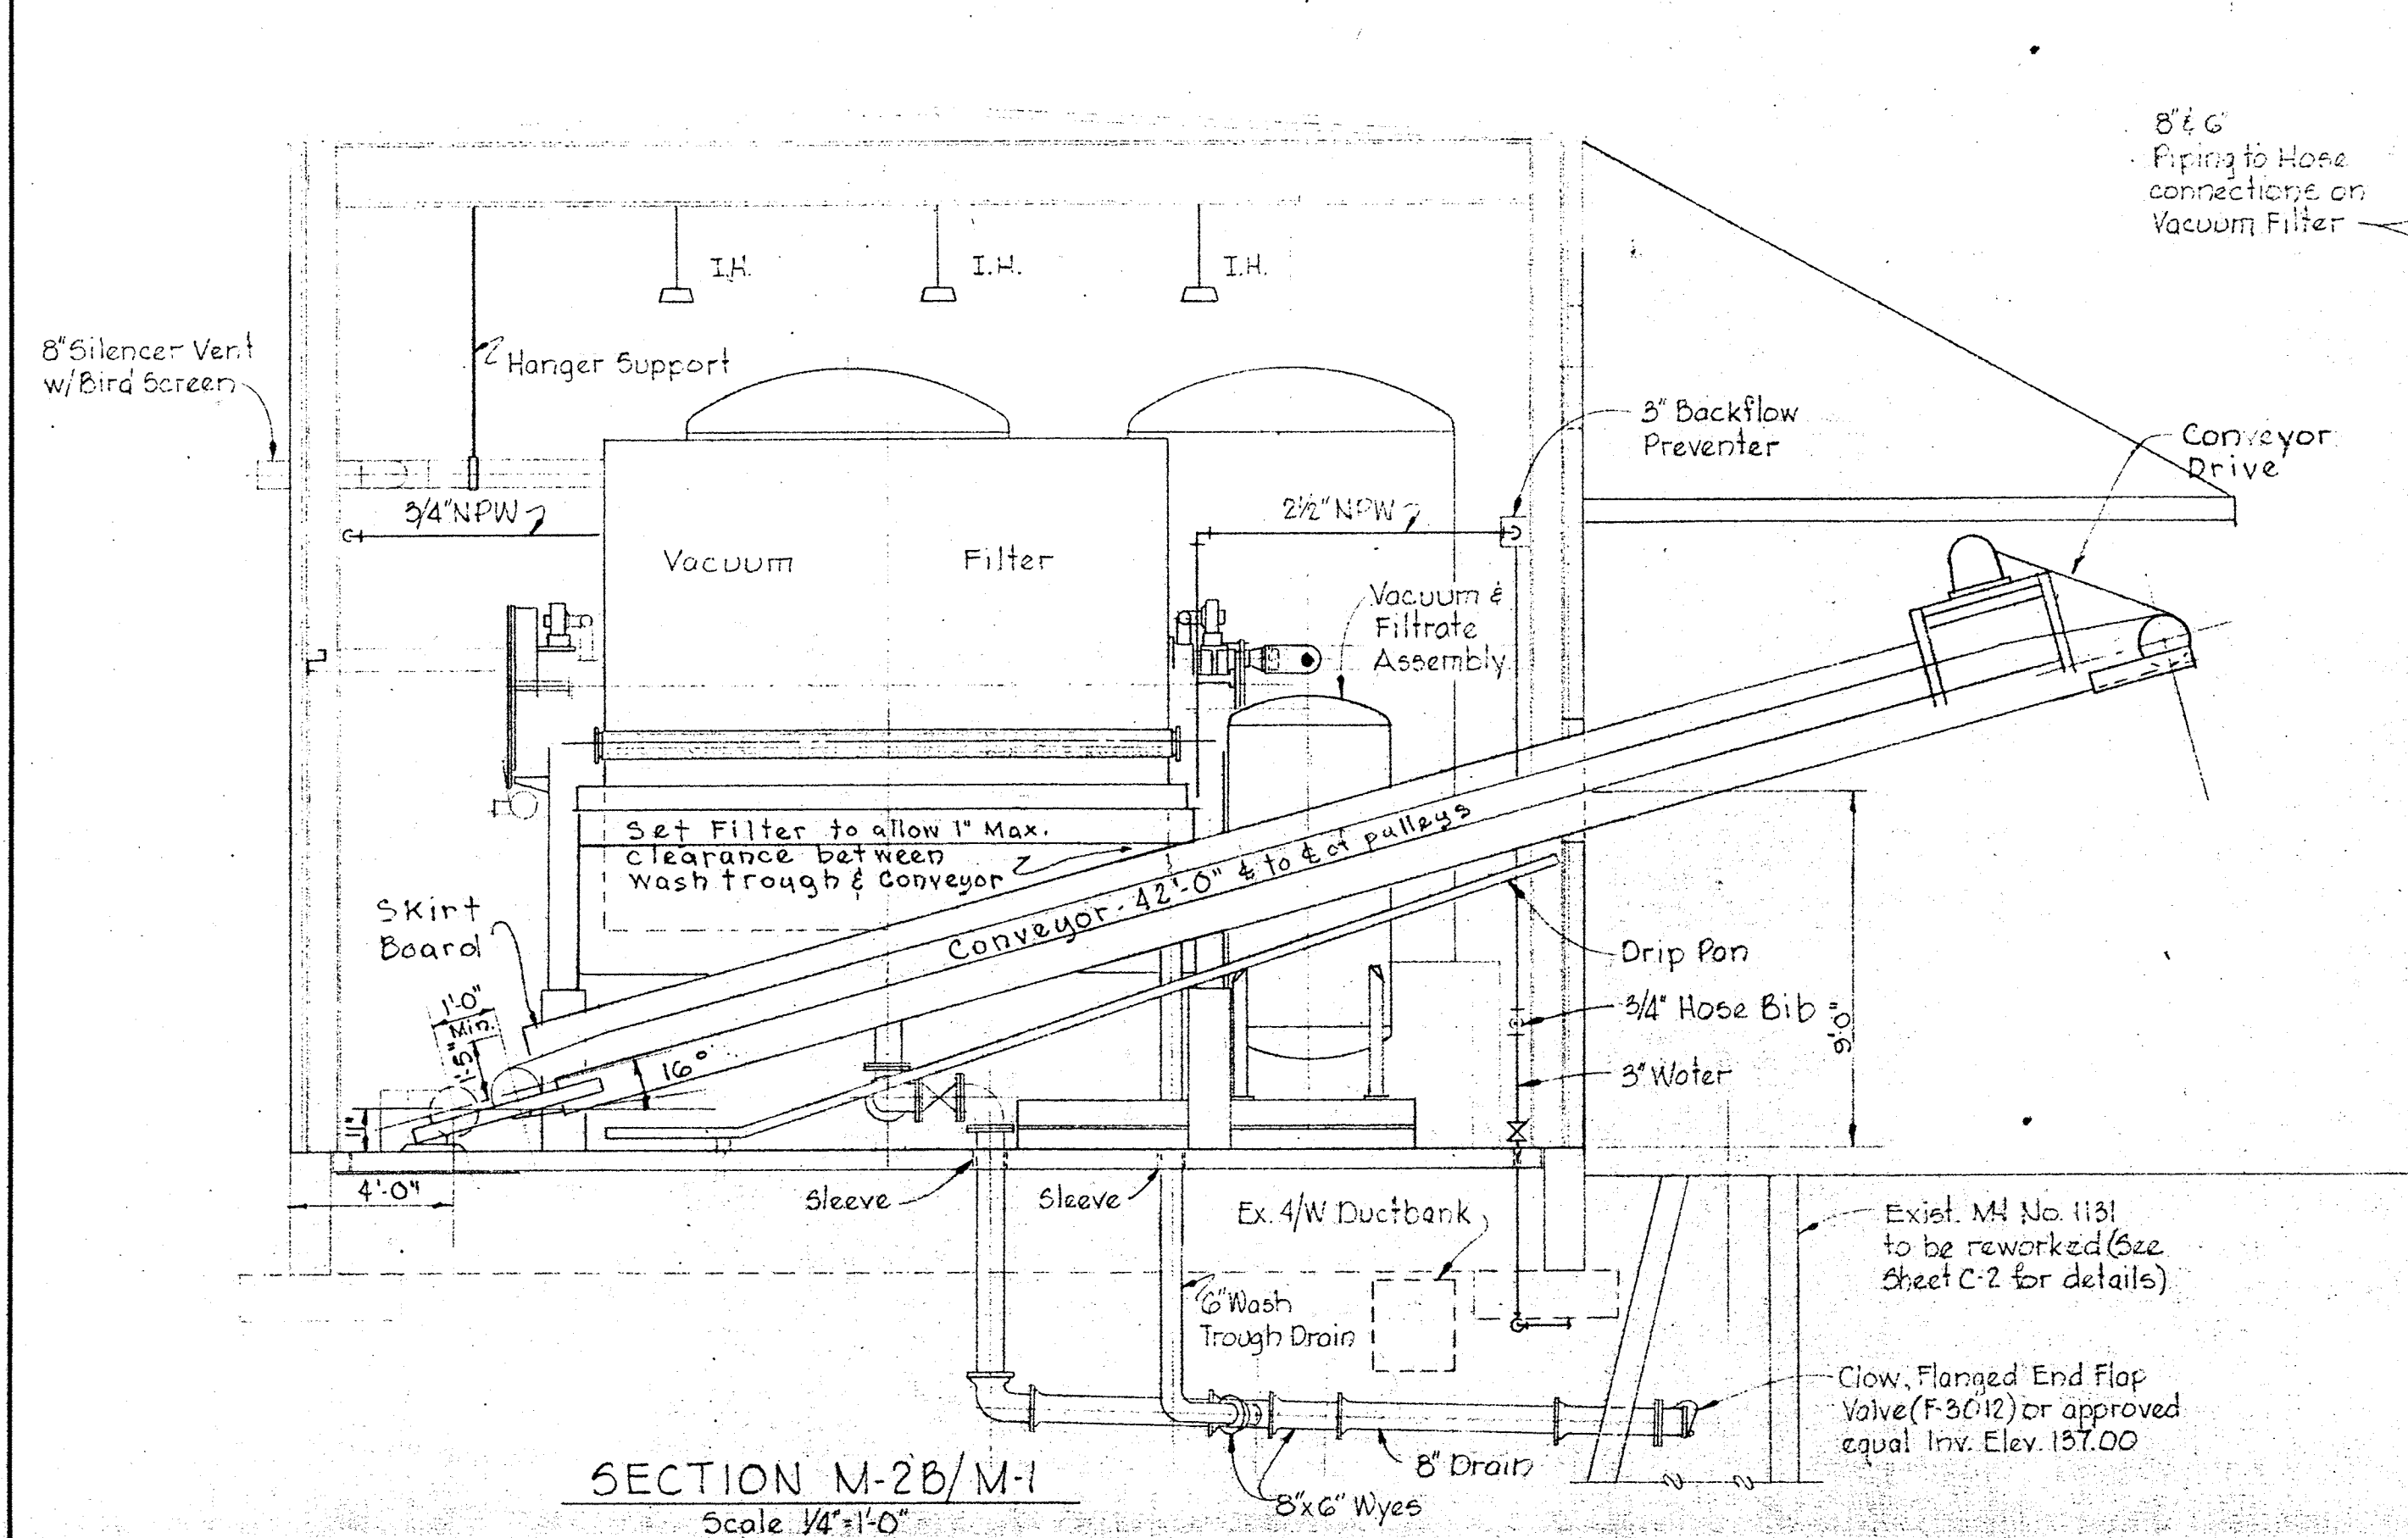 8" & 6"
Piping to Hose
connections on
Vacuum Filter
I.H.
I.H.
I.H.
8" Silencer Vent
w/Bird Screen
Hanger Support
3" Backflow
Preventer
Conveyor
Drive
3/4" NPW
2½" NPW
Vacuum Filter
Vacuum &
Filtrate
Assembly
Set Filter to allow 1" Max.
clearance between
wash trough & Conveyor
Conveyor - 42'-0" ℄ to ℄ of pulleys
Skirt
Board
Drip Pan
1'-0"
Min.
1'-5"
16°
3/4" Hose Bib
9'-0"±
3" Water
11"
4'-0"
Sleeve
Sleeve
Ex. 4/W Ductbank
Exist. MH No. 1131
to be reworked (See
Sheet C-2 for details)
6" Wash
Trough Drain
Clow, Flanged End Flap
Valve (F-3012) or approved
equal Inv. Elev. 137.00
8" Drain
8"x6" Wyes
SECTION M-2B/M-1
Scale 1/4"=1'-0"